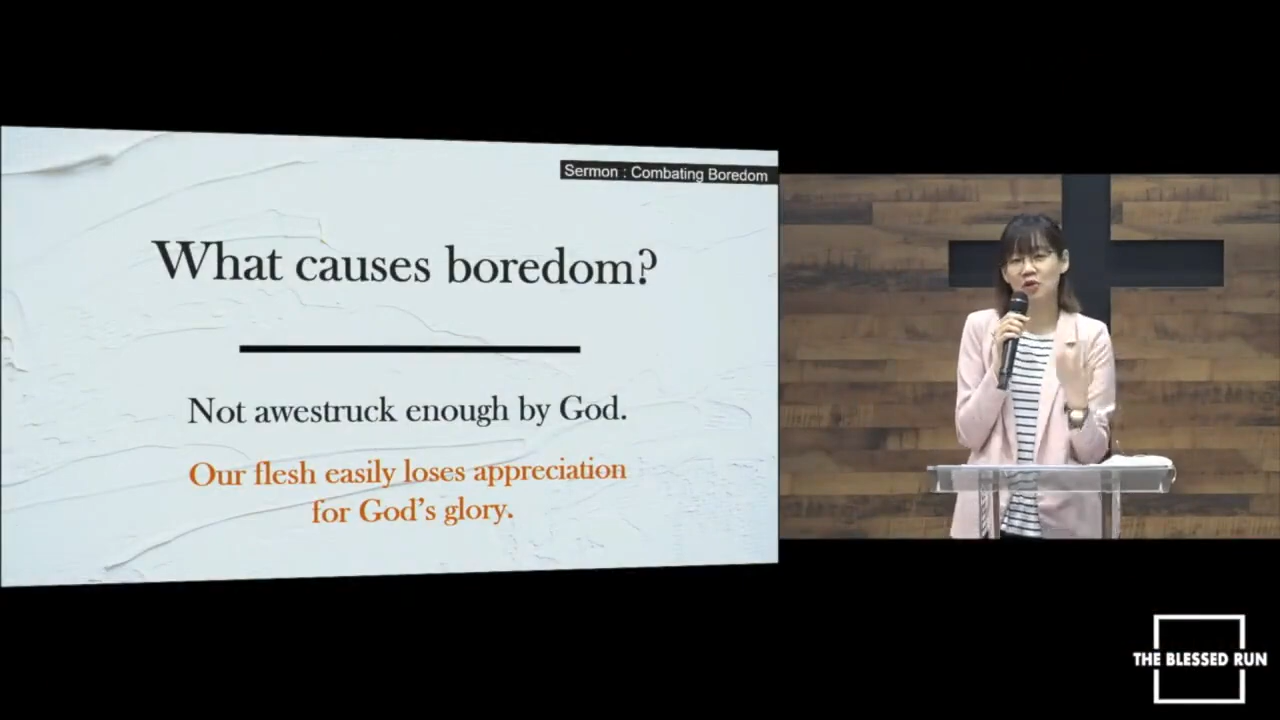 Sermon : Combating Boredom
What causes boredom?
Not awestruck enough by God.
Our flesh easily loses appreciation
for God's glory.
THE BLESSED RUN